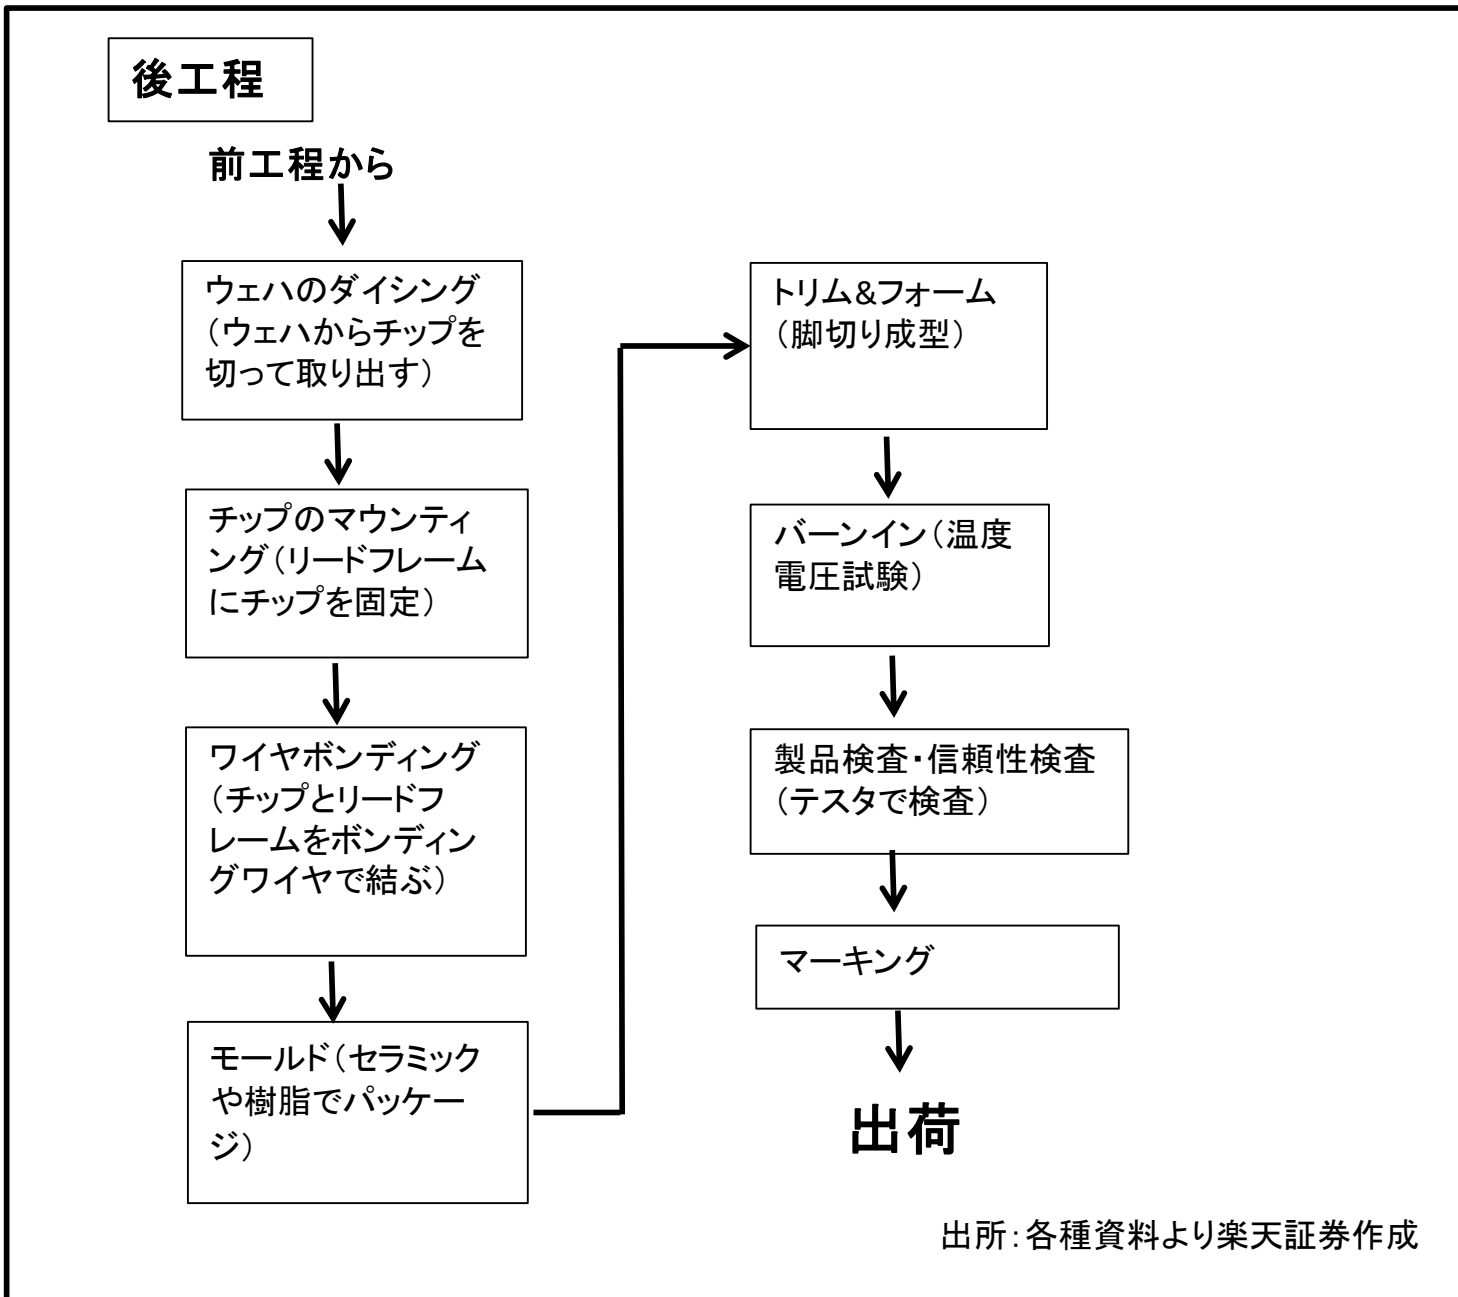 後工程
前工程から
ウェハのダイシング
（ウェハからチップを
切って取り出す）
チップのマウンティ
ング（リードフレーム
にチップを固定）
ワイヤボンディング
（チップとリードフ
レームをボンディン
グワイヤで結ぶ）
モールド（セラミック
や樹脂でパッケー
ジ）
トリム&フォーム
（脚切り成型）
バーンイン（温度
電圧試験）
製品検査・信頼性検査
（テスタで検査）
マーキング
出荷
出所：各種資料より楽天証券作成